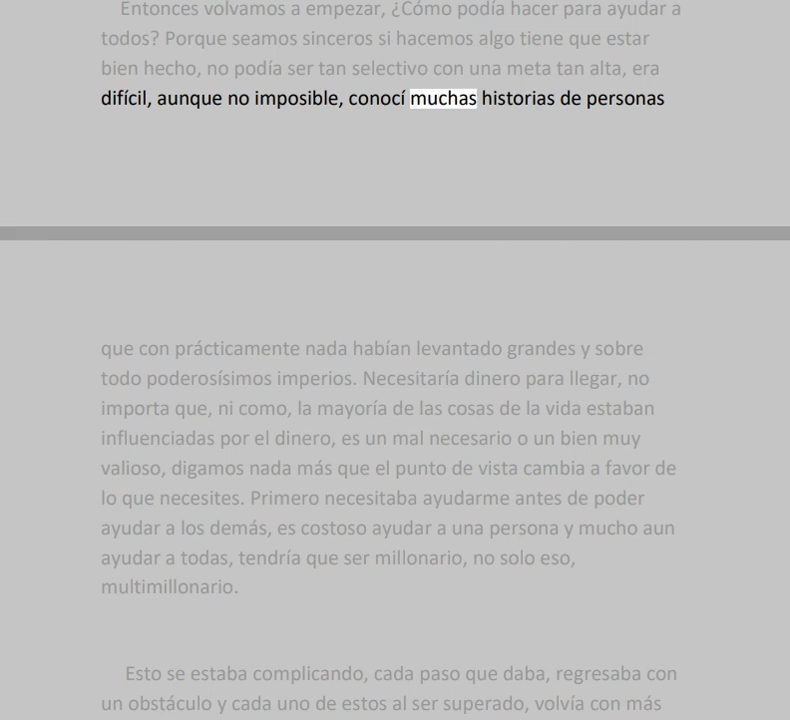 Entonces volvamos a empezar, ¿Cómo podía hacer para ayudar a
todos? Porque seamos sinceros si hacemos algo tiene que estar
bien hecho, no podía ser tan selectivo con una meta tan alta, era
difícil, aunque no imposible, conocí muchas historias de personas
que con prácticamente nada habían levantado grandes y sobre
todo poderosísimos imperios. Necesitaría dinero para llegar, no
importa que, ni como, la mayoría de las cosas de la vida estaban
influenciadas por el dinero, es un mal necesario o un bien muy
valioso, digamos nada más que el punto de vista cambia a favor de
lo que necesites. Primero necesitaba ayudarme antes de poder
ayudar a los demás, es costoso ayudar a una persona y mucho aun
ayudar a todas, tendría que ser millonario, no solo eso,
multimillonario.
Esto se estaba complicando, cada paso que daba, regresaba con
un obstáculo y cada uno de estos al ser superado, volvía con más